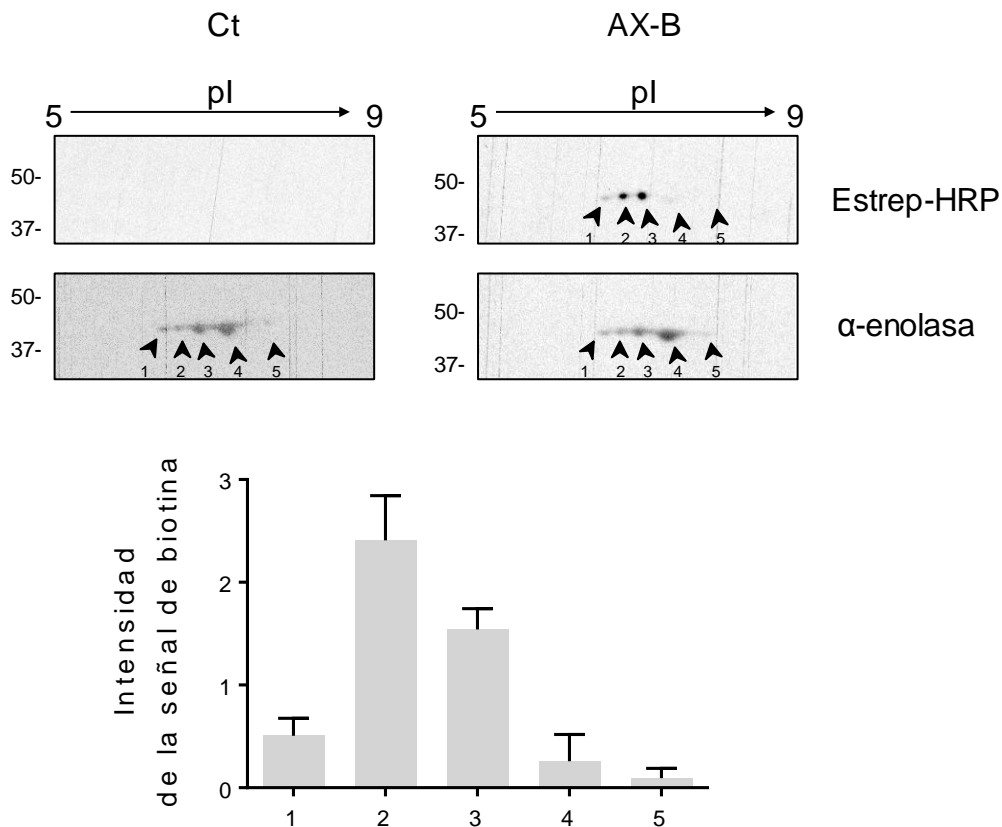 Ct
AX-B
pI
5
9
pI
5
9
50-
37-
50-
37-
1 2 3 4 5
Estrep-HRP
50-
37-
1 2 3 4 5
50-
37-
1 2 3 4 5
α-enolasa
Intensidad
de la señal de biotina
3
2
1
0
1 2 3 4 5